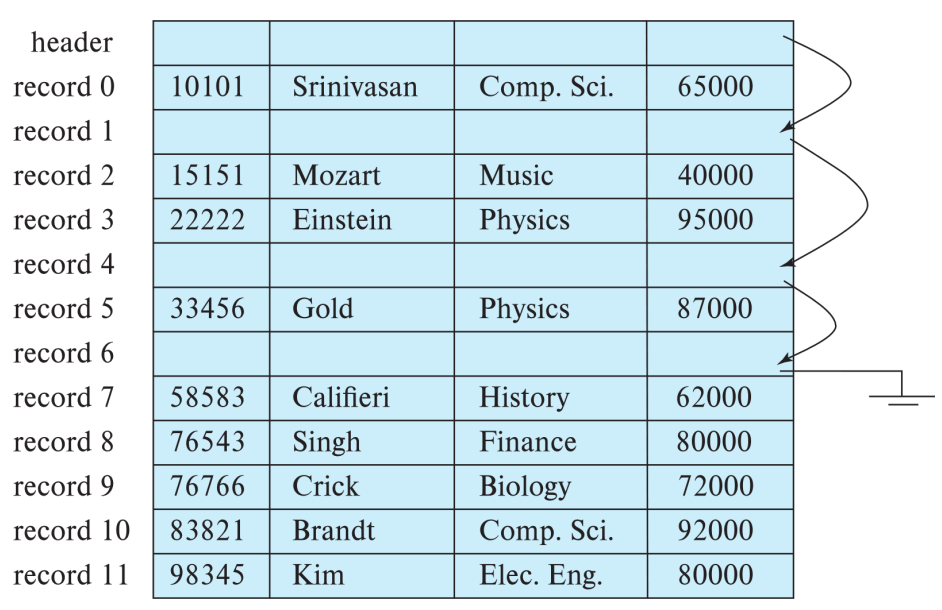 header
record 0 10101 Srinivasan Comp. Sci. 65000
record 1
record 2 15151 Mozart Music 40000
record 3 22222 Einstein Physics 95000
record 4
record 5 33456 Gold Physics 87000
record 6
record 7 58583 Califieri History 62000
record 8 76543 Singh Finance 80000
record 9 76766 Crick Biology 72000
record 10 83821 Brandt Comp. Sci. 92000
record 11 98345 Kim Elec. Eng. 80000